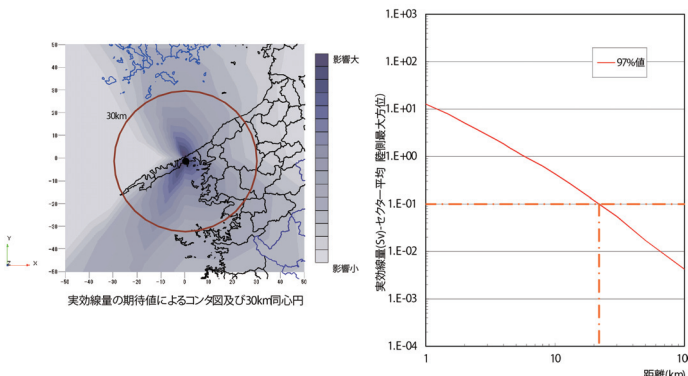 影響大
影響小
30km
50
40
30
20
10
0
-10
-20
-30
-40
-50
-50 -40 -30 -20 -10 0 10 20 30 40 50
Y
Z
X
実効線量の期待値によるコンタ図及び30km同心円
実効線量(Sv)-セクター平均 陸側最大方位
1.E+03
1.E+02
1.E+01
1.E+00
1.E-01
1.E-02
1.E-03
1.E-04
97%値
1 10 100
距離(km)